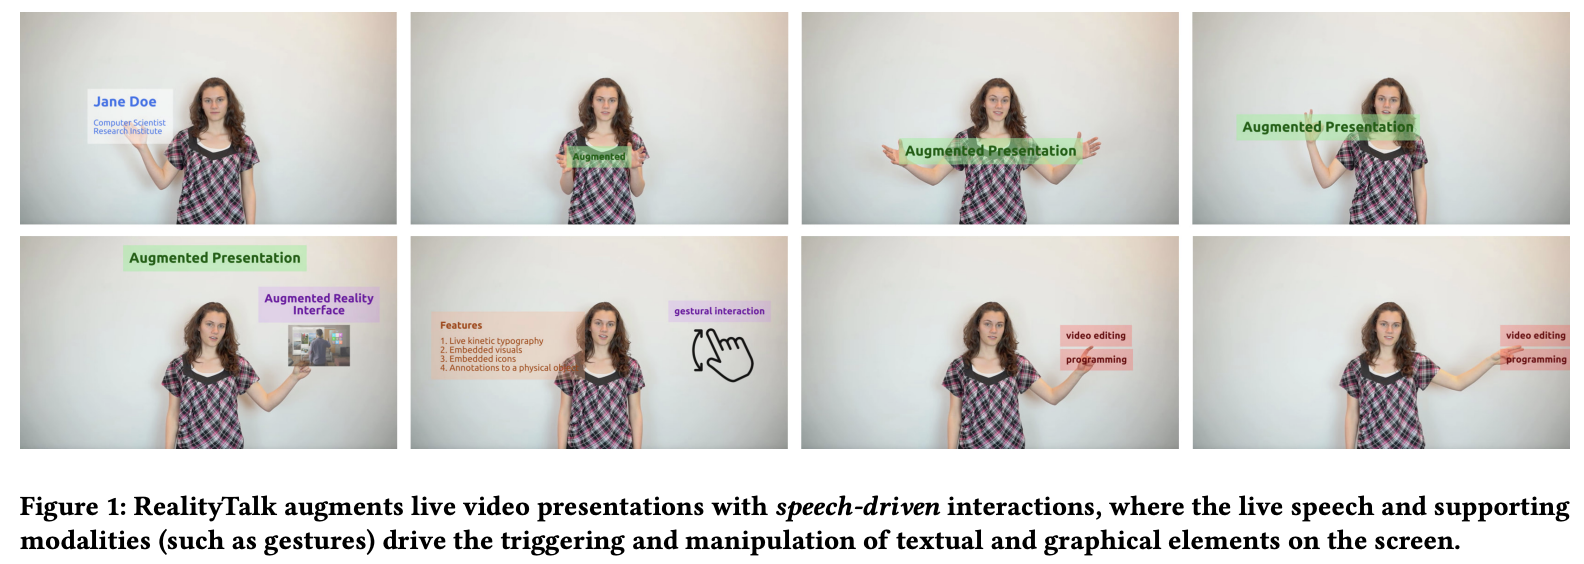 Jane Doe
Computer Scientist
Research Institute
Augmented
Augmented Presentation
Augmented Presentation
Augmented Presentation
Augmented Reality
Interface
Features
1. Live kinetic typography
2. Embedded visuals
3. Embedded icons
4. Annotations to a physical
gestural interaction
video editing
programming
video editing
programming
Figure 1: RealityTalk augments live video presentations with speech-driven interactions, where the live speech and supporting
modalities (such as gestures) drive the triggering and manipulation of textual and graphical elements on the screen.